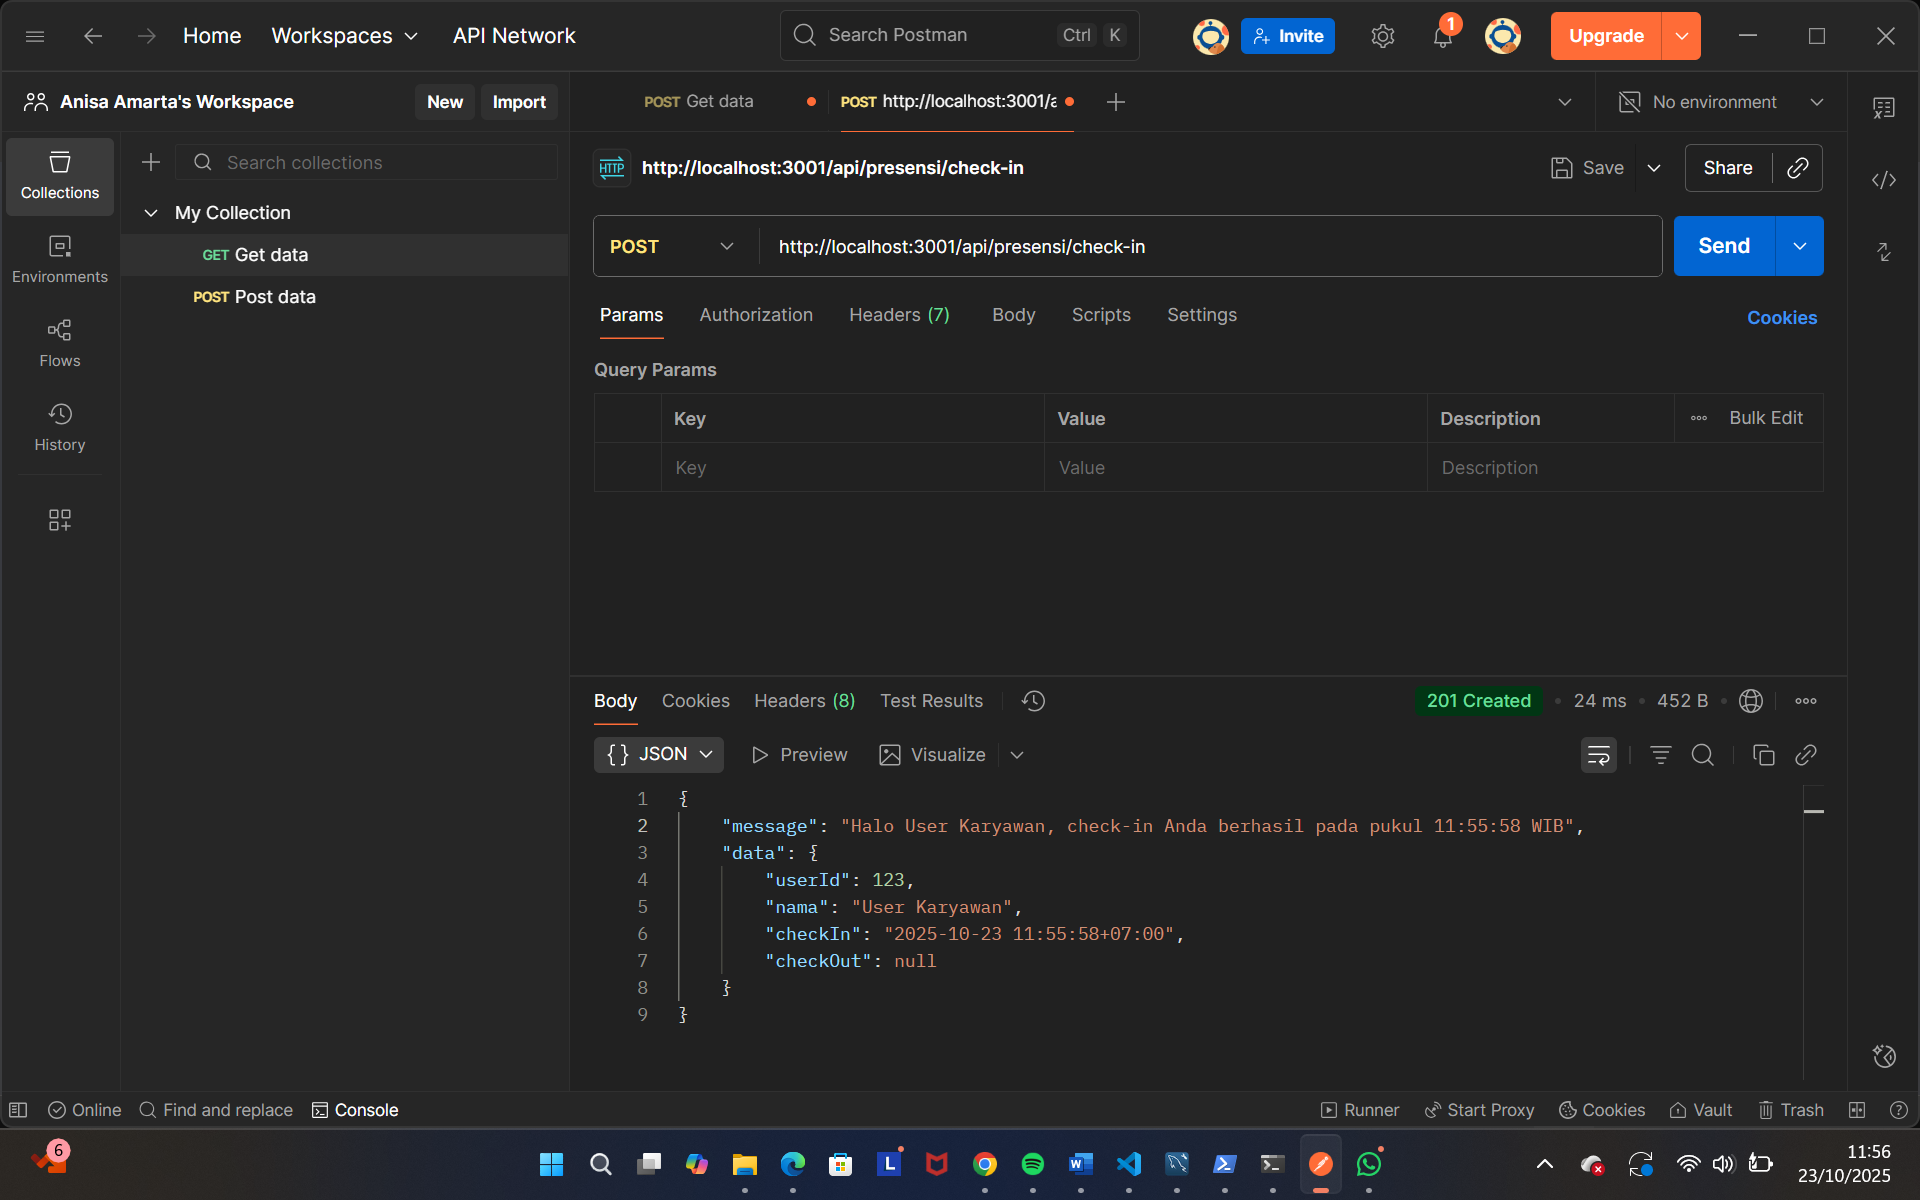 Home Workspaces API Network Search Postman Ctrl K Invite 1 Upgrade
Anisa Amarta's Workspace New Import POST Get data POST http://localhost:3001/a No environment
Collections
Environments
Flows
History
Search collections
My Collection
GET Get data
POST Post data
HTTP http://localhost:3001/api/presensi/check-in Save Share
POST http://localhost:3001/api/presensi/check-in Send
Params Authorization Headers (7) Body Scripts Settings Cookies
Query Params
Key Value Description Bulk Edit
Key Value Description
Body Cookies Headers (8) Test Results 201 Created 24 ms 452 B
{} JSON Preview Visualize
1 {
2 "message": "Halo User Karyawan, check-in Anda berhasil pada pukul 11:55:58 WIB",
3 "data": {
4 "userId": 123,
5 "nama": "User Karyawan",
6 "checkIn": "2025-10-23 11:55:58+07:00",
7 "checkOut": null
8 }
9 }
Online Find and replace Console Runner Start Proxy Cookies Vault Trash
6 L W 11:56
23/10/2025